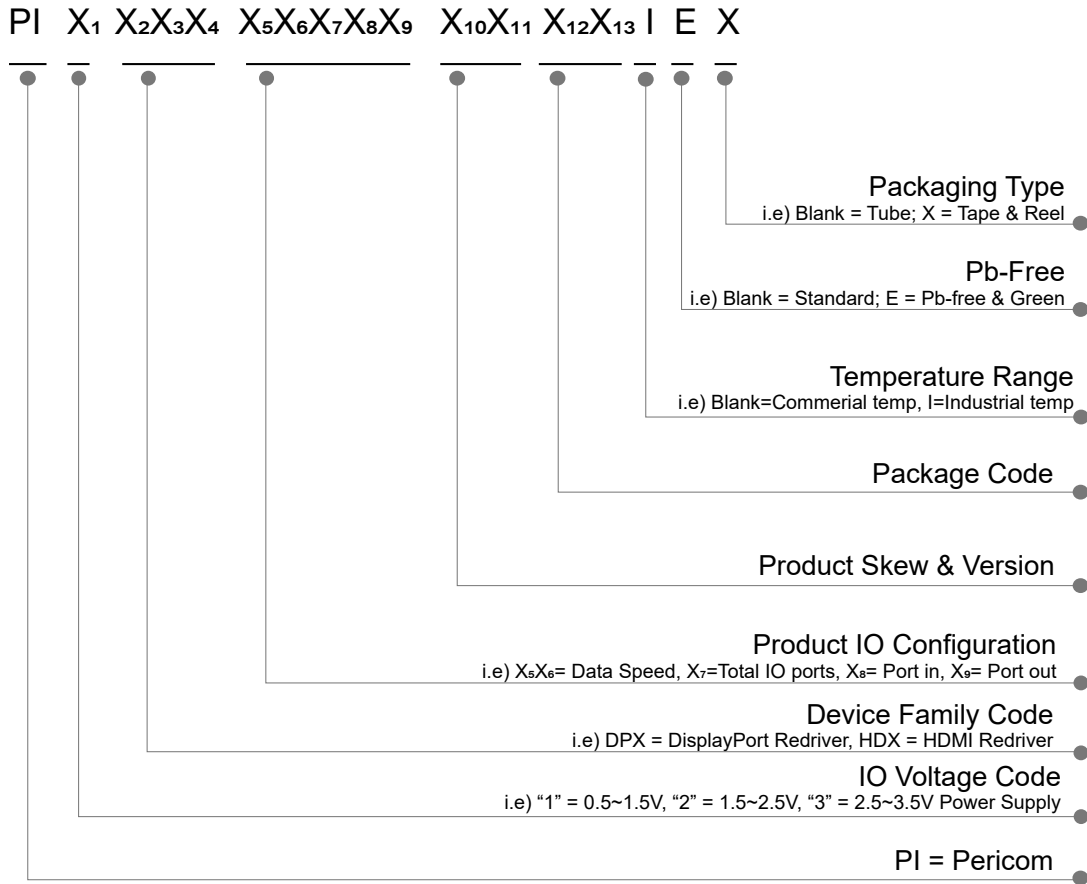 PI X₁ X₂X₃X₄ X₅X₆X₇X₈X₉ X₁₀X₁₁ X₁₂X₁₃ I E X
Packaging Type
i.e) Blank = Tube; X = Tape & Reel
Pb-Free
i.e) Blank = Standard; E = Pb-free & Green
Temperature Range
i.e) Blank=Commerial temp, I=Industrial temp
Package Code
Product Skew & Version
Product IO Configuration
i.e) X₅X₆= Data Speed, X₇=Total IO ports, X₈= Port in, X₉= Port out
Device Family Code
i.e) DPX = DisplayPort Redriver, HDX = HDMI Redriver
IO Voltage Code
i.e) “1” = 0.5~1.5V, “2” = 1.5~2.5V, “3” = 2.5~3.5V Power Supply
PI = Pericom